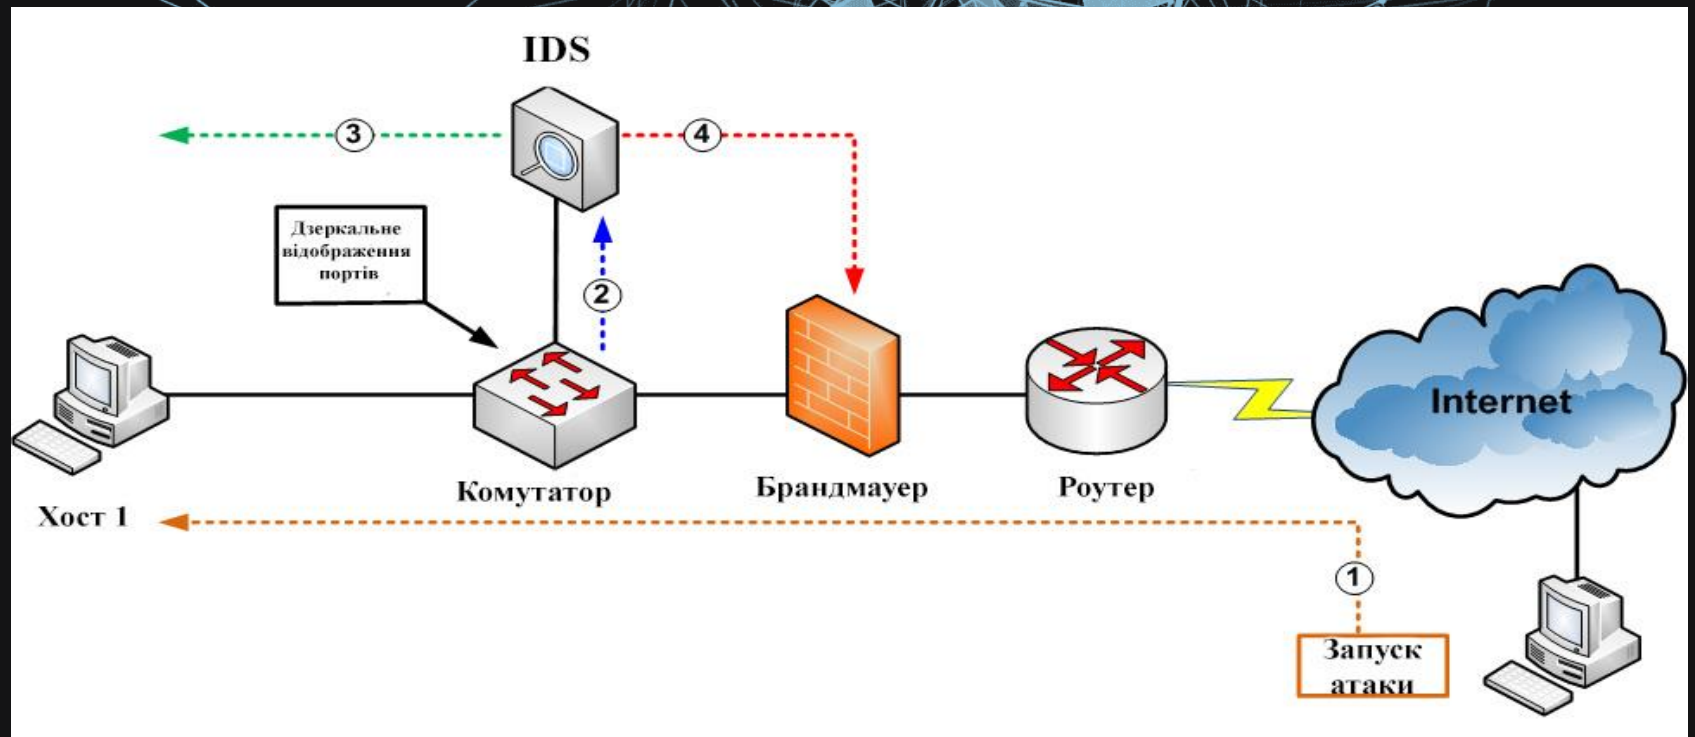 IDS
3
4
Дзеркальне
відображення
портів
2
Internet
Комутатор
Брандмауер
Роутер
Хост 1
1
Запуск
атаки